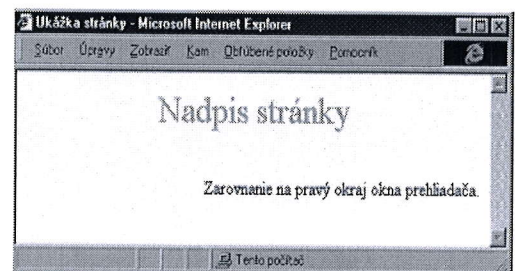 Ukážka stránky - Microsoft Internet Explorer
Súbor Úpravy Zobraziť Kam Obľúbené položky Pomocník
Nadpis stránky
Zarovnanie na pravý okraj okna prehliadača.
Tento počítač